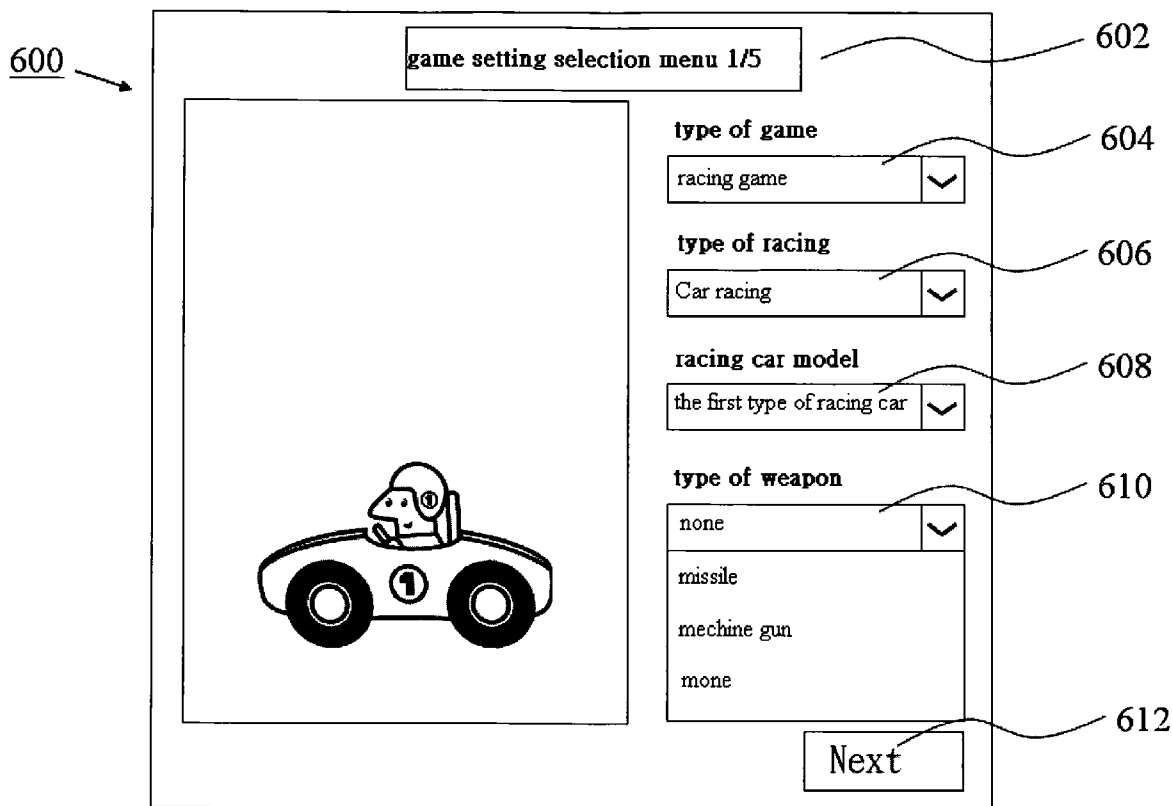 602
game setting selection menu 1/5
600
type of game
604
racing game
type of racing
606
Car racing
racing car model
608
the first type of racing car
type of weapon
610
none
missile
mechine gun
mone
1
1
612
Next